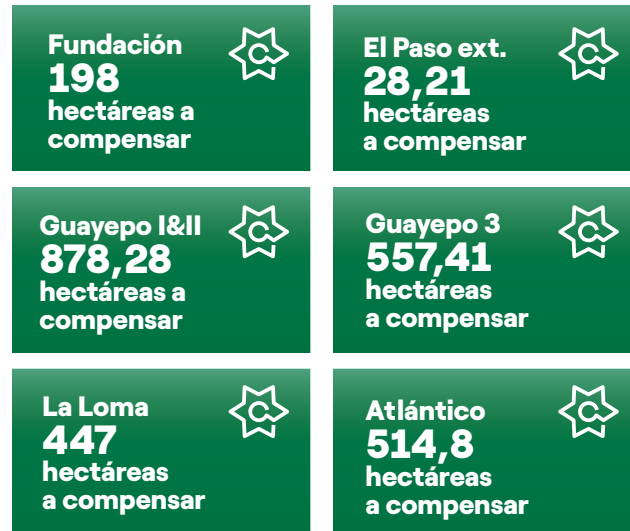 Fundación
198
hectáreas a
compensar
El Paso ext.
28,21
hectáreas
a compensar
Guayepo I&II
878,28
hectáreas a
compensar
Guayepo 3
557,41
hectáreas
a compensar
La Loma
447
hectáreas
a compensar
Atlántico
514,8
hectáreas
a compensar